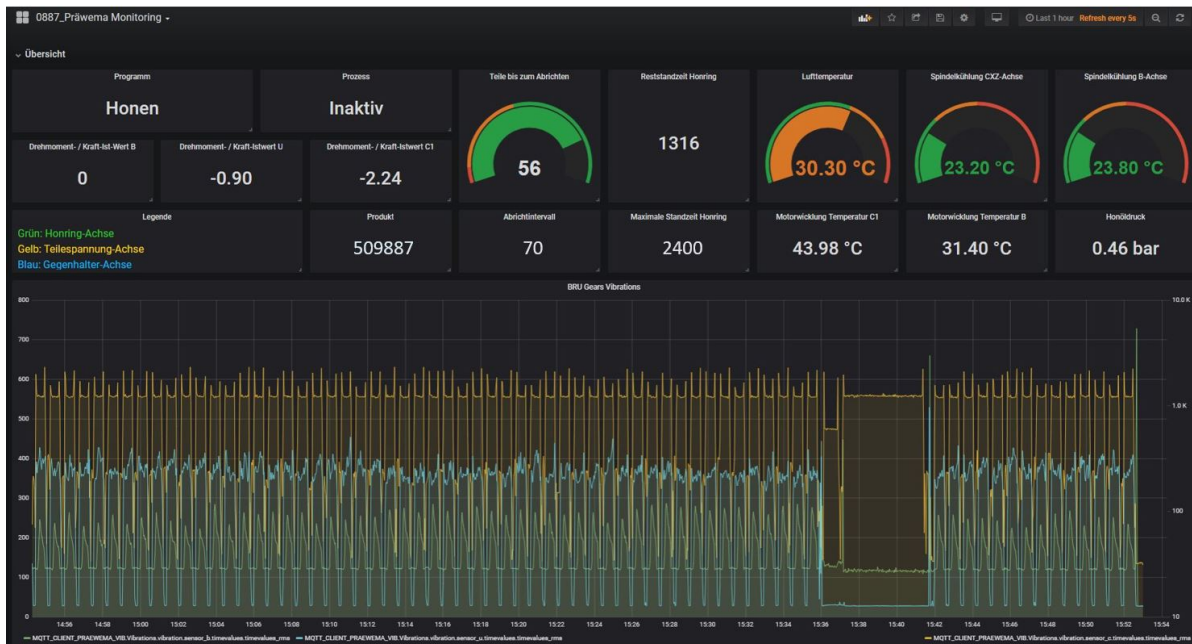 0887_Präwema Monitoring
Last 1 hour Refresh every 5s
Übersicht
Programm
Honen
Prozess
Inaktiv
Teile bis zum Abrichten
56
Reststandzeit Honring
1316
Lufttemperatur
30.30 °C
Spindelkühlung CXZ-Achse
23.20 °C
Spindelkühlung B-Achse
23.80 °C
Drehmoment- / Kraft-Ist-Wert B
0
Drehmoment- / Kraft-Istwert U
-0.90
Drehmoment- / Kraft-Istwert C1
-2.24
Legende
Grün: Honring-Achse
Gelb: Teilespannung-Achse
Blau: Gegenhalter-Achse
Produkt
509887
Abrichtintervall
70
Maximale Standzeit Honring
2400
Motorwicklung Temperatur C1
43.98 °C
Motorwicklung Temperatur B
31.40 °C
Honöldruck
0.46 bar
BRU Gears Vibrations
800
700
600
500
400
300
200
100
0
10.0 K
1.0 K
100
10
14:56 14:58 15:00 15:02 15:04 15:06 15:08 15:10 15:12 15:14 15:16 15:18 15:20 15:22 15:24 15:26 15:28 15:30 15:32 15:34 15:36 15:38 15:40 15:42 15:44 15:46 15:48 15:50 15:52 15:54
MQTT_CLIENT_PRAEWEMA_VIB.Vibrations.vibration.sensor_b.timevalues.timevalues_rms MQTT_CLIENT_PRAEWEMA_VIB.Vibrations.vibration.sensor_u.timevalues.timevalues_rms MQTT_CLIENT_PRAEWEMA_VIB.Vibrations.vibration.sensor_c.timevalues.timevalues_rms